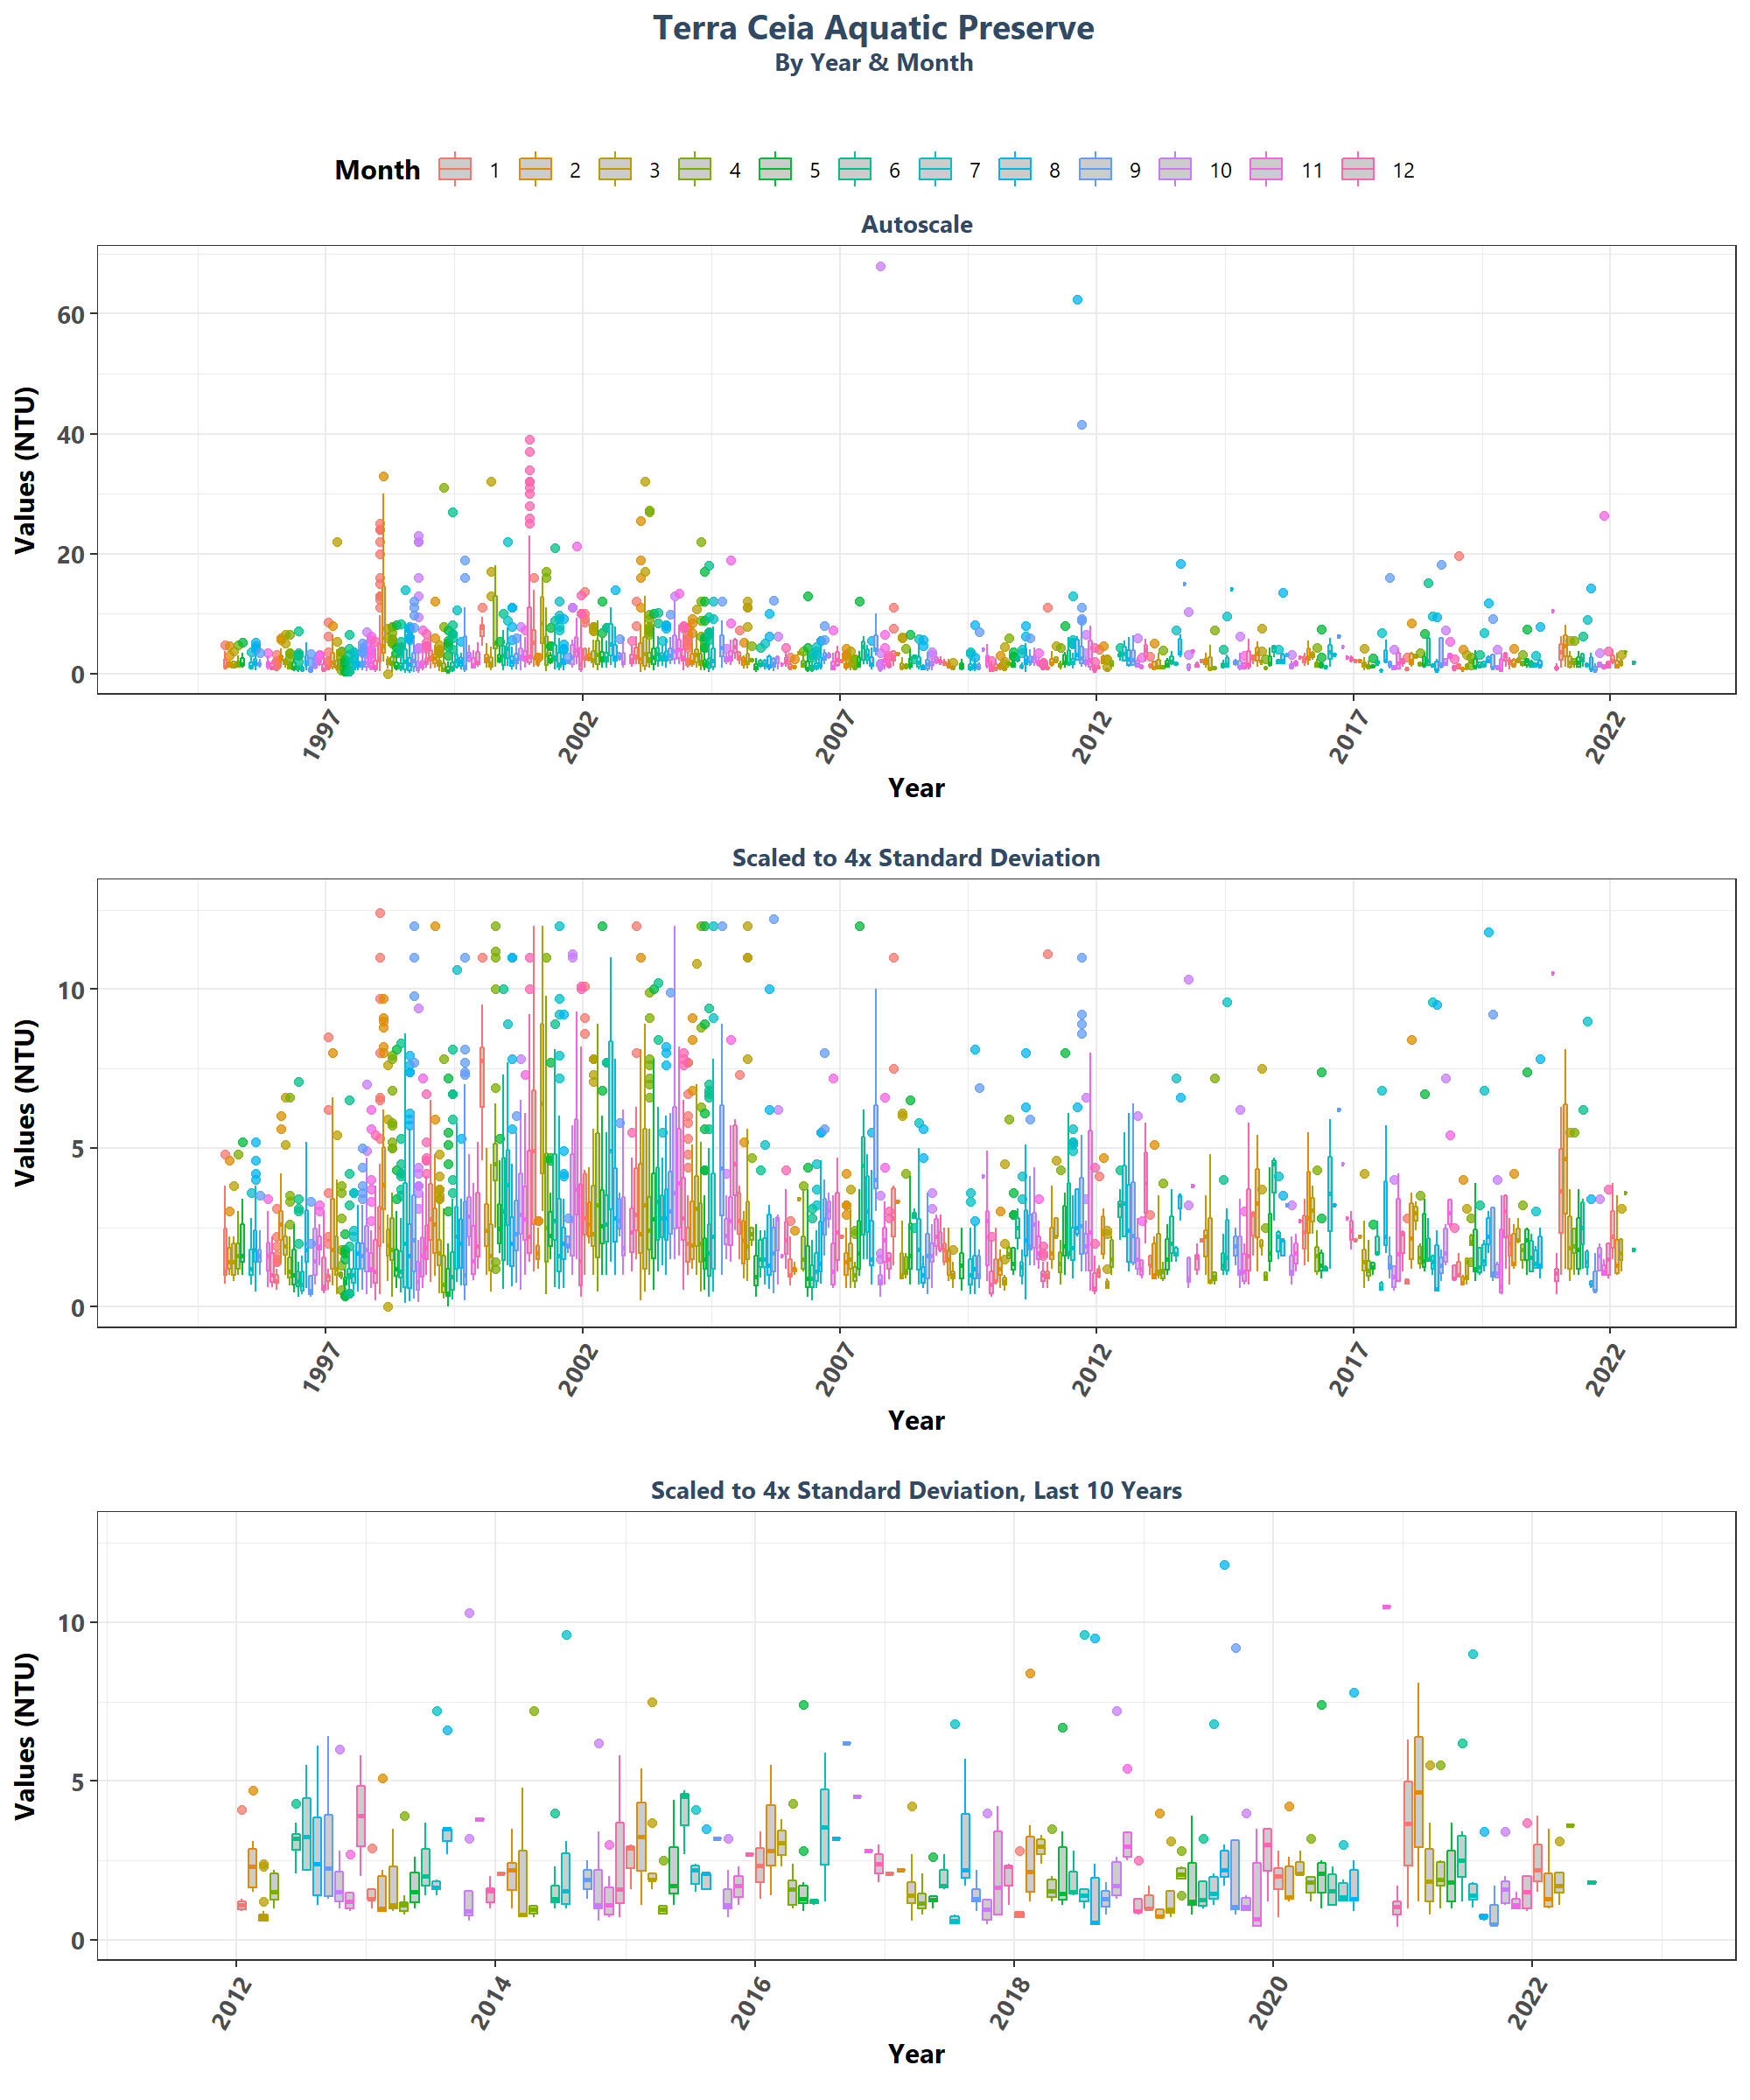 Terra Ceia Aquatic Preserve
By Year & Month
Month 1 2 3 4 5 6 7 8 9 10 11 12
Autoscale
Values (NTU)
60
40
20
0
1997 2002 2007 2012 2017 2022
Year
Scaled to 4x Standard Deviation
Values (NTU)
10
5
0
1997 2002 2007 2012 2017 2022
Year
Scaled to 4x Standard Deviation, Last 10 Years
Values (NTU)
10
5
0
2012 2014 2016 2018 2020 2022
Year